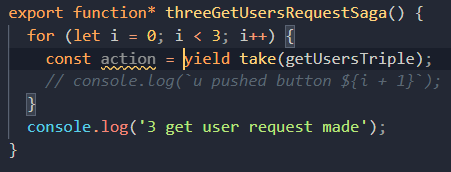 export function* threeGetUsersRequestSaga() {
for (let i = 0; i < 3; i++) {
const action = yield take(getUsersTriple);
// console.log(`u pushed button ${i + 1}`);
}
console.log('3 get user request made');
}